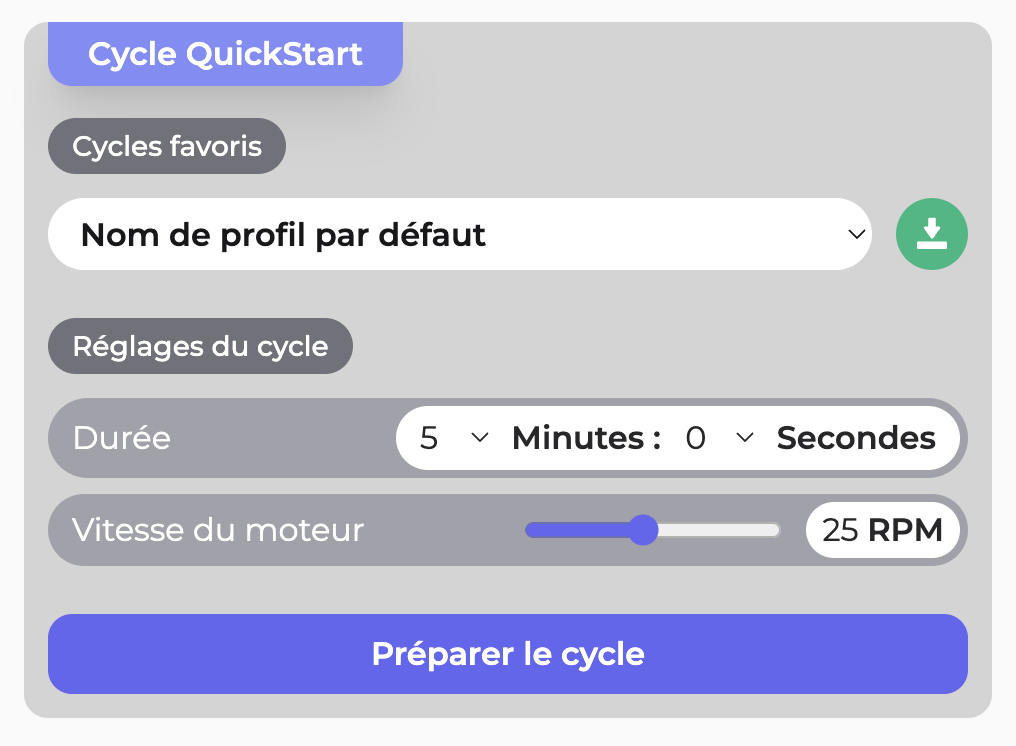 Cycle QuickStart
Cycles favoris
Nom de profil par défaut
Réglages du cycle
Durée 5 Minutes : 0 Secondes
Vitesse du moteur 25 RPM
Préparer le cycle